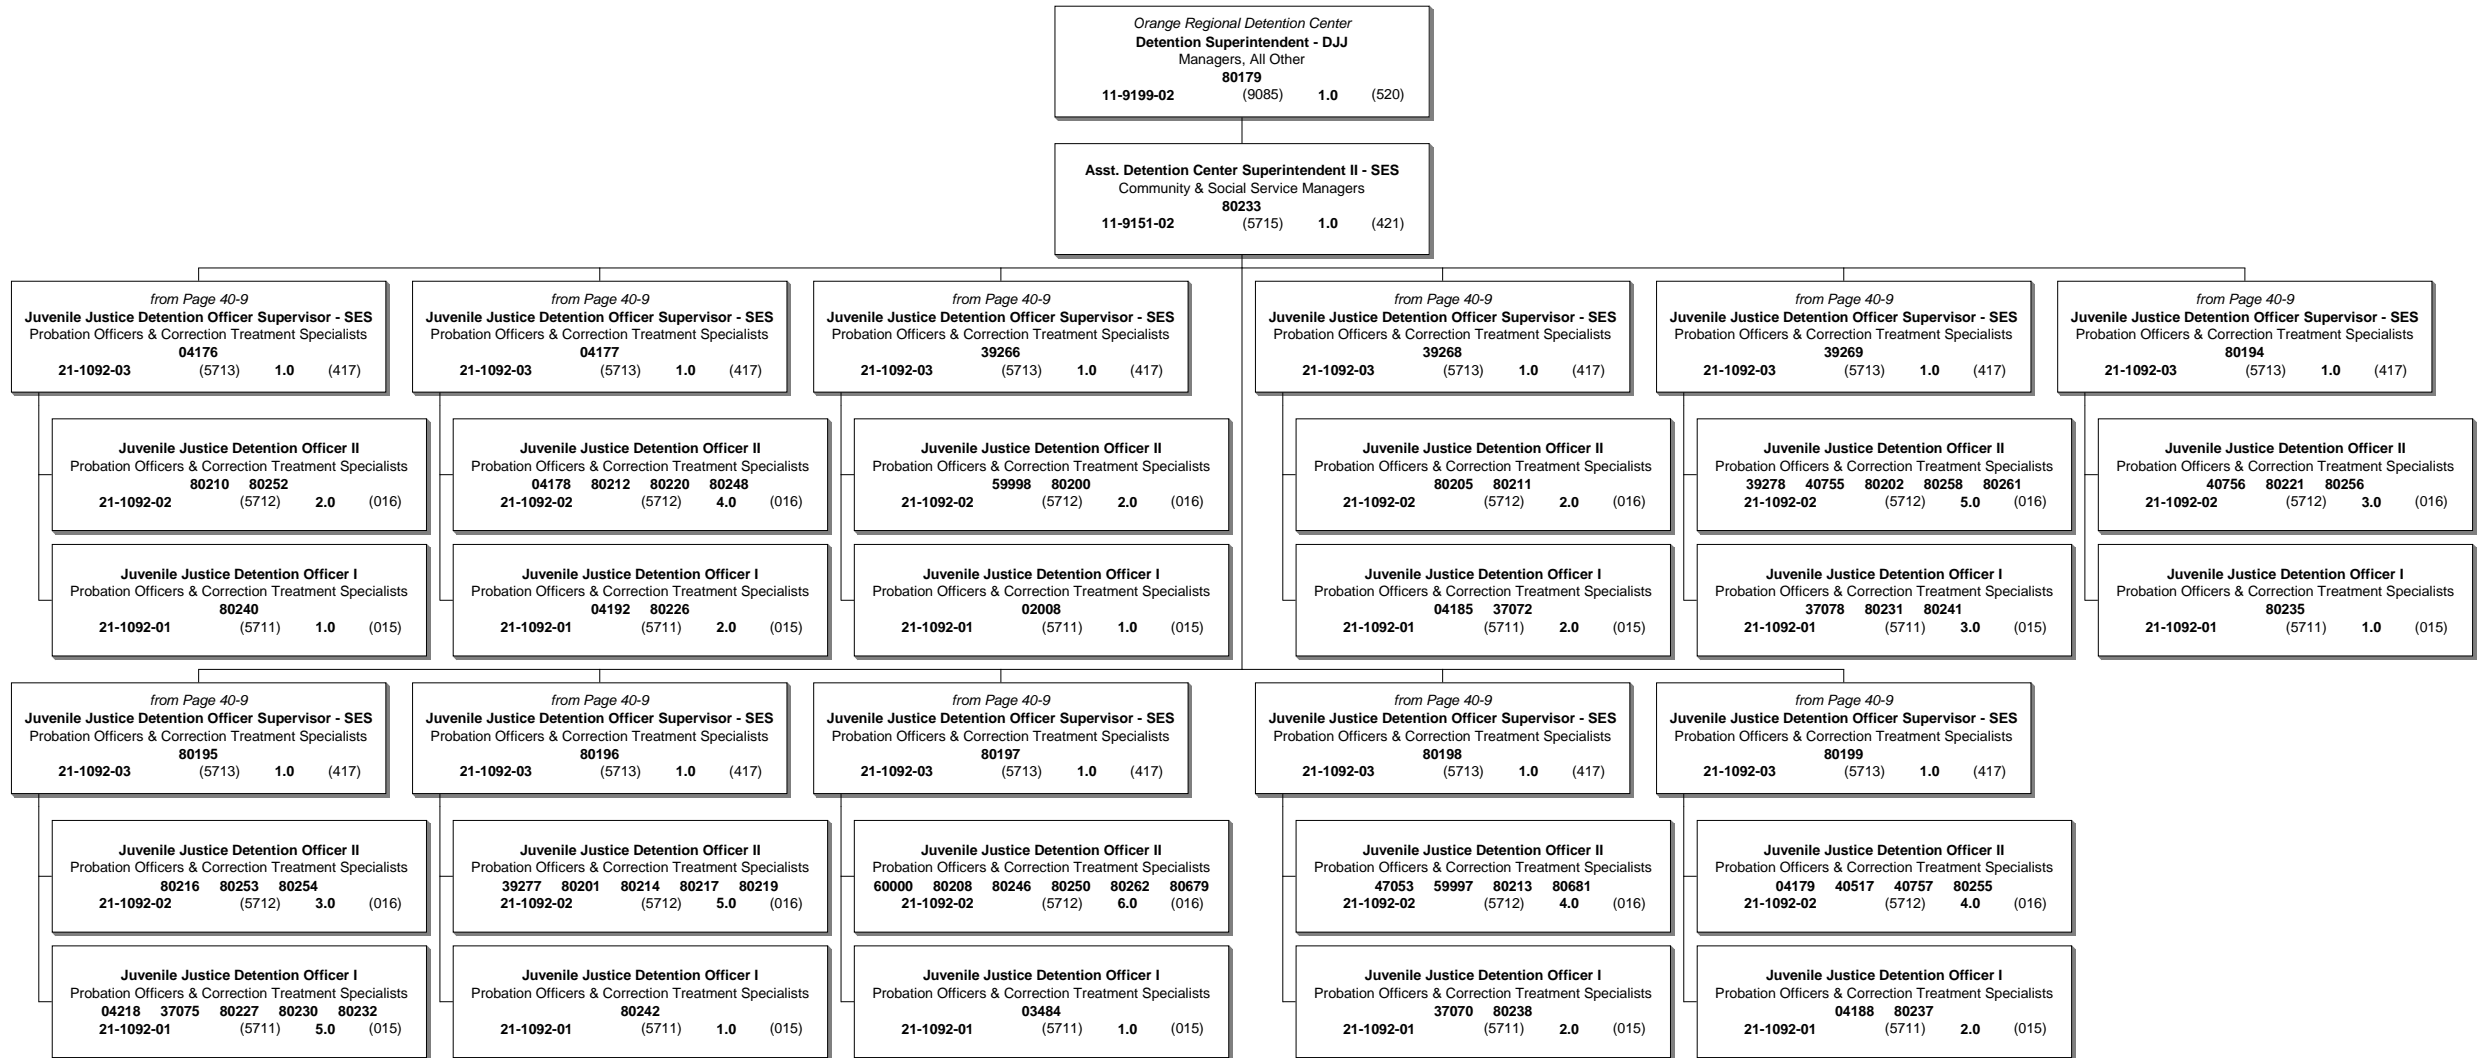 Orange Regional Detention Center
Detention Superintendent - DJJ
Managers, All Other
80179
11-9199-02 (9085) 1.0 (520)
Asst. Detention Center Superintendent II - SES
Community & Social Service Managers
80233
11-9151-02 (5715) 1.0 (421)
from Page 40-9
Juvenile Justice Detention Officer Supervisor - SES
Probation Officers & Correction Treatment Specialists
04176
21-1092-03 (5713) 1.0 (417)
Juvenile Justice Detention Officer II
Probation Officers & Correction Treatment Specialists
80210 80252
21-1092-02 (5712) 2.0 (016)
Juvenile Justice Detention Officer I
Probation Officers & Correction Treatment Specialists
80240
21-1092-01 (5711) 1.0 (015)
from Page 40-9
Juvenile Justice Detention Officer Supervisor - SES
Probation Officers & Correction Treatment Specialists
04177
21-1092-03 (5713) 1.0 (417)
Juvenile Justice Detention Officer II
Probation Officers & Correction Treatment Specialists
04178 80212 80220 80248
21-1092-02 (5712) 4.0 (016)
Juvenile Justice Detention Officer I
Probation Officers & Correction Treatment Specialists
04192 80226
21-1092-01 (5711) 2.0 (015)
from Page 40-9
Juvenile Justice Detention Officer Supervisor - SES
Probation Officers & Correction Treatment Specialists
39266
21-1092-03 (5713) 1.0 (417)
Juvenile Justice Detention Officer II
Probation Officers & Correction Treatment Specialists
59998 80200
21-1092-02 (5712) 2.0 (016)
Juvenile Justice Detention Officer I
Probation Officers & Correction Treatment Specialists
02008
21-1092-01 (5711) 1.0 (015)
from Page 40-9
Juvenile Justice Detention Officer Supervisor - SES
Probation Officers & Correction Treatment Specialists
39268
21-1092-03 (5713) 1.0 (417)
Juvenile Justice Detention Officer II
Probation Officers & Correction Treatment Specialists
80205 80211
21-1092-02 (5712) 2.0 (016)
Juvenile Justice Detention Officer I
Probation Officers & Correction Treatment Specialists
04185 37072
21-1092-01 (5711) 2.0 (015)
from Page 40-9
Juvenile Justice Detention Officer Supervisor - SES
Probation Officers & Correction Treatment Specialists
39269
21-1092-03 (5713) 1.0 (417)
Juvenile Justice Detention Officer II
Probation Officers & Correction Treatment Specialists
39278 40755 80202 80258 80261
21-1092-02 (5712) 5.0 (016)
Juvenile Justice Detention Officer I
Probation Officers & Correction Treatment Specialists
37078 80231 80241
21-1092-01 (5711) 3.0 (015)
from Page 40-9
Juvenile Justice Detention Officer Supervisor - SES
Probation Officers & Correction Treatment Specialists
80194
21-1092-03 (5713) 1.0 (417)
Juvenile Justice Detention Officer II
Probation Officers & Correction Treatment Specialists
40756 80221 80256
21-1092-02 (5712) 3.0 (016)
Juvenile Justice Detention Officer I
Probation Officers & Correction Treatment Specialists
80235
21-1092-01 (5711) 1.0 (015)
from Page 40-9
Juvenile Justice Detention Officer Supervisor - SES
Probation Officers & Correction Treatment Specialists
80195
21-1092-03 (5713) 1.0 (417)
Juvenile Justice Detention Officer II
Probation Officers & Correction Treatment Specialists
80216 80253 80254
21-1092-02 (5712) 3.0 (016)
Juvenile Justice Detention Officer I
Probation Officers & Correction Treatment Specialists
04218 37075 80227 80230 80232
21-1092-01 (5711) 5.0 (015)
from Page 40-9
Juvenile Justice Detention Officer Supervisor - SES
Probation Officers & Correction Treatment Specialists
80196
21-1092-03 (5713) 1.0 (417)
Juvenile Justice Detention Officer II
Probation Officers & Correction Treatment Specialists
39277 80201 80214 80217 80219
21-1092-02 (5712) 5.0 (016)
Juvenile Justice Detention Officer I
Probation Officers & Correction Treatment Specialists
80242
21-1092-01 (5711) 1.0 (015)
from Page 40-9
Juvenile Justice Detention Officer Supervisor - SES
Probation Officers & Correction Treatment Specialists
80197
21-1092-03 (5713) 1.0 (417)
Juvenile Justice Detention Officer II
Probation Officers & Correction Treatment Specialists
60000 80208 80246 80250 80262 80679
21-1092-02 (5712) 6.0 (016)
Juvenile Justice Detention Officer I
Probation Officers & Correction Treatment Specialists
03484
21-1092-01 (5711) 1.0 (015)
from Page 40-9
Juvenile Justice Detention Officer Supervisor - SES
Probation Officers & Correction Treatment Specialists
80198
21-1092-03 (5713) 1.0 (417)
Juvenile Justice Detention Officer II
Probation Officers & Correction Treatment Specialists
47053 59997 80213 80681
21-1092-02 (5712) 4.0 (016)
Juvenile Justice Detention Officer I
Probation Officers & Correction Treatment Specialists
37070 80238
21-1092-01 (5711) 2.0 (015)
from Page 40-9
Juvenile Justice Detention Officer Supervisor - SES
Probation Officers & Correction Treatment Specialists
80199
21-1092-03 (5713) 1.0 (417)
Juvenile Justice Detention Officer II
Probation Officers & Correction Treatment Specialists
04179 40517 40757 80255
21-1092-02 (5712) 4.0 (016)
Juvenile Justice Detention Officer I
Probation Officers & Correction Treatment Specialists
04188 80237
21-1092-01 (5711) 2.0 (015)